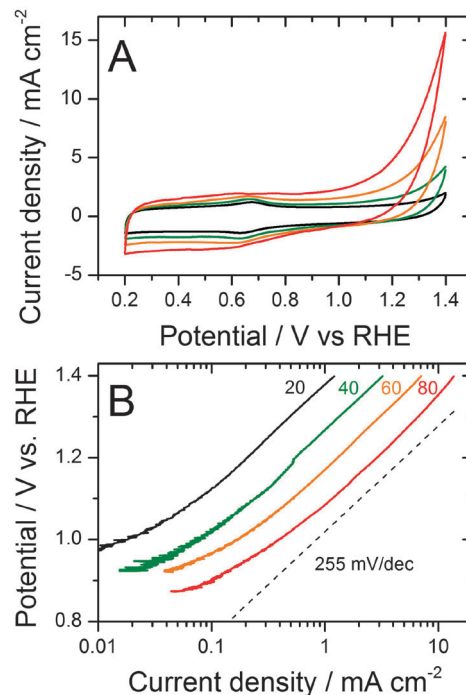 A
Current density / mA cm-2
15
10
5
0
-5
0.2 0.4 0.6 0.8 1.0 1.2 1.4
Potential / V vs RHE
B
Potential / V vs. RHE
1.4
1.2
1.0
0.8
20 40 60 80
255 mV/dec
0.01 0.1 1 10
Current density / mA cm-2